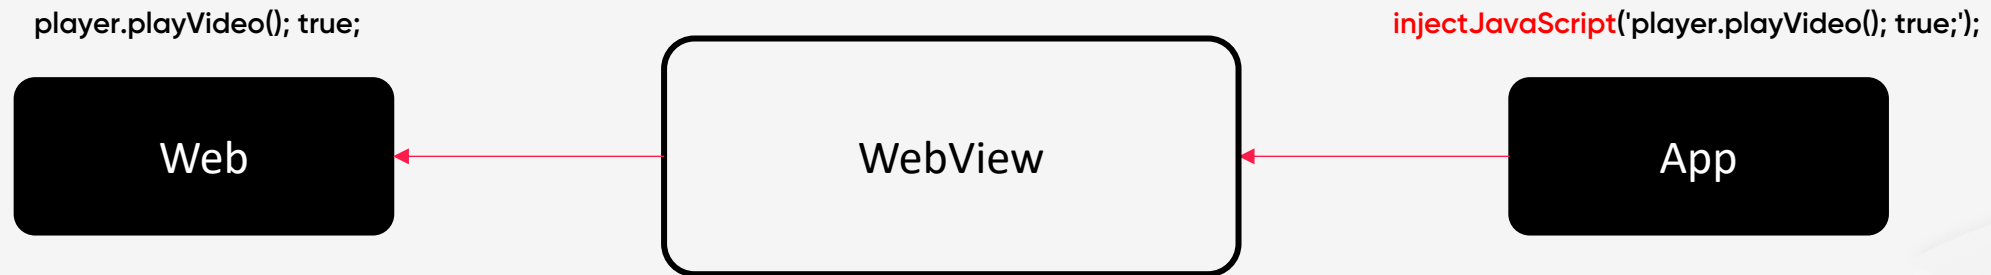 player.playVideo(); true;
injectJavaScript('player.playVideo(); true;');
Web
WebView
App